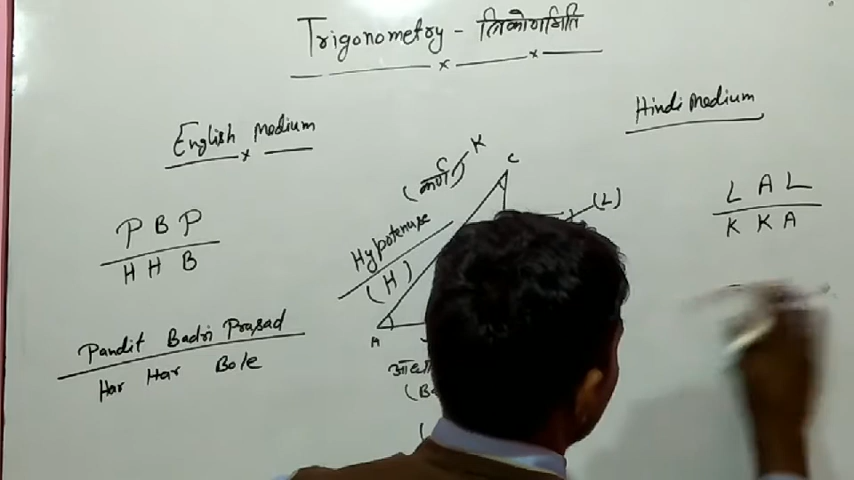 Trigonometry - त्रिकोणमिति
English Medium
Hindi Medium
P B P
H H B
Pandit Badri Prasad
Har Har Bole
(कर्ण) K
Hypotenuse
(H)
C
(L)
A
L A L
K K A